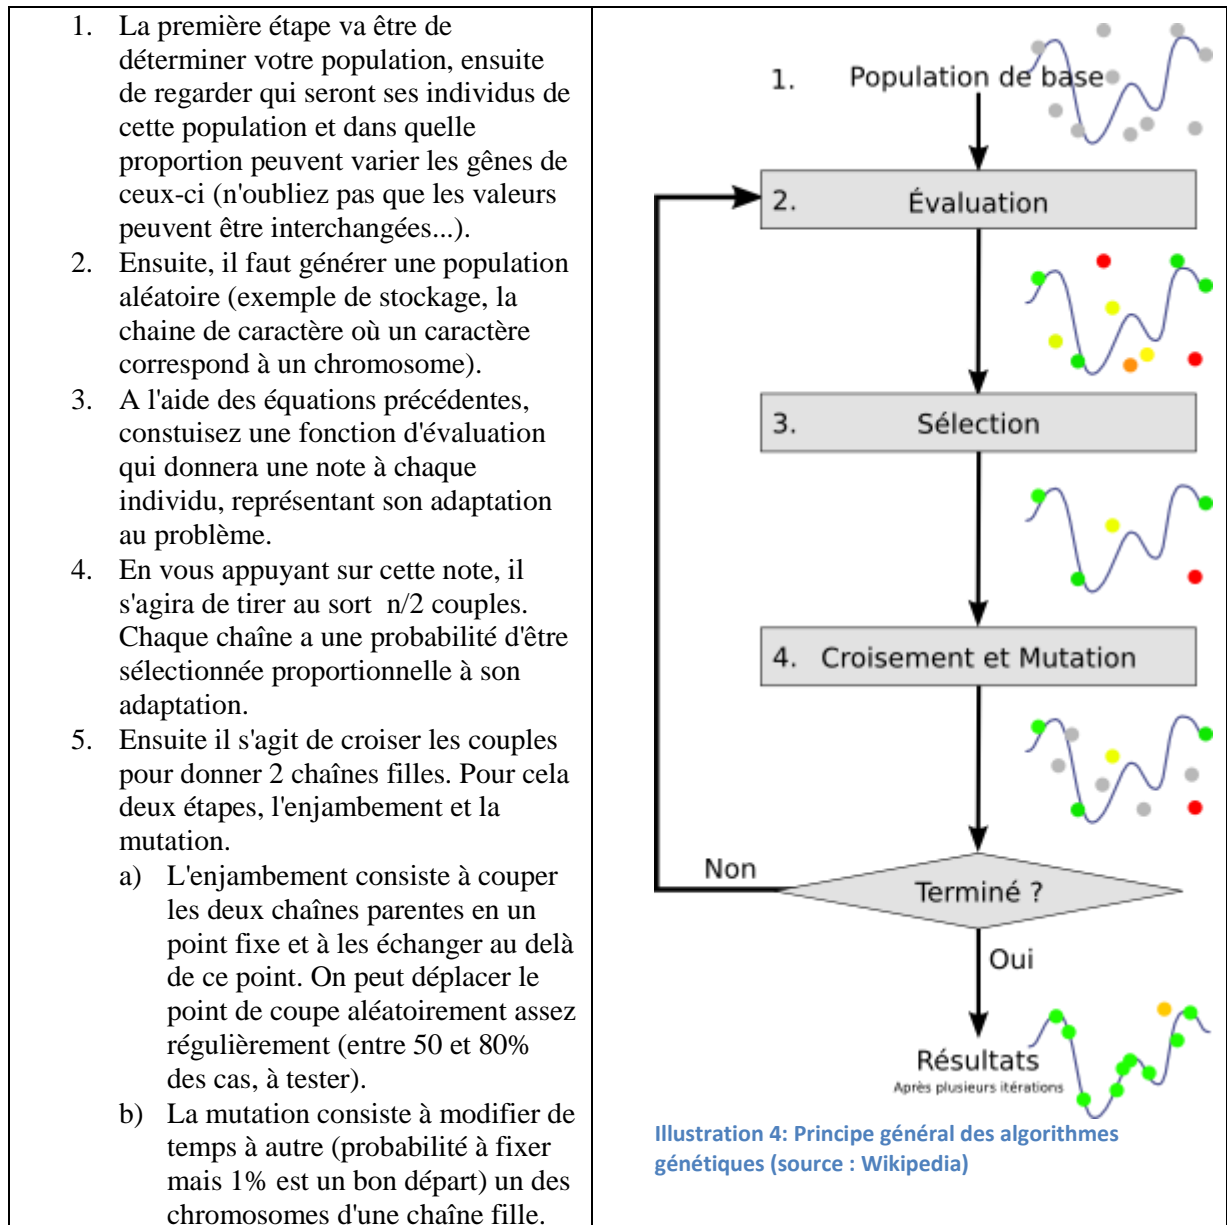 1. La première étape va être de
déterminer votre population, ensuite
de regarder qui seront ses individus de
cette population et dans quelle
proportion peuvent varier les gênes de
ceux-ci (n'oubliez pas que les valeurs
peuvent être interchangées...).
2. Ensuite, il faut générer une population
aléatoire (exemple de stockage, la
chaine de caractère où un caractère
correspond à un chromosome).
3. A l'aide des équations précédentes,
constuisez une fonction d'évaluation
qui donnera une note à chaque
individu, représentant son adaptation
au problème.
4. En vous appuyant sur cette note, il
s'agira de tirer au sort n/2 couples.
Chaque chaîne a une probabilité d'être
sélectionnée proportionnelle à son
adaptation.
5. Ensuite il s'agit de croiser les couples
pour donner 2 chaînes filles. Pour cela
deux étapes, l'enjambement et la
mutation.
a) L'enjambement consiste à couper
les deux chaînes parentes en un
point fixe et à les échanger au delà
de ce point. On peut déplacer le
point de coupe aléatoirement assez
régulièrement (entre 50 et 80%
des cas, à tester).
b) La mutation consiste à modifier de
temps à autre (probabilité à fixer
mais 1% est un bon départ) un des
chromosomes d'une chaîne fille.
1. Population de base
2. Évaluation
3. Sélection
4. Croisement et Mutation
Non
Terminé ?
Oui
Résultats
Après plusieurs itérations
Illustration 4: Principe général des algorithmes
génétiques (source : Wikipedia)